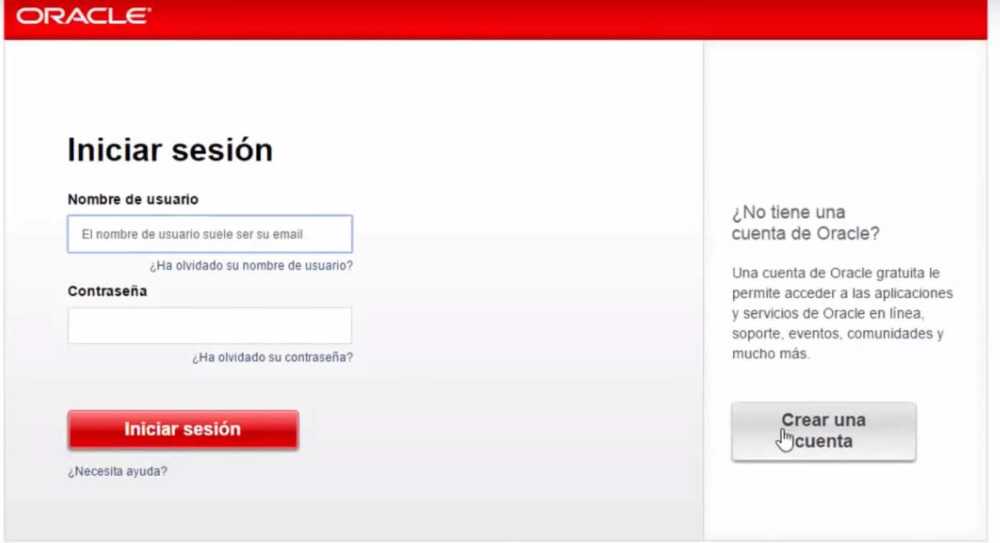 ORACLE
Iniciar sesión
Nombre de usuario
El nombre de usuario suele ser su email
¿Ha olvidado su nombre de usuario?
Contraseña
¿Ha olvidado su contraseña?
Iniciar sesión
¿Necesita ayuda?
¿No tiene una
cuenta de Oracle?
Una cuenta de Oracle gratuita le
permite acceder a las aplicaciones
y servicios de Oracle en línea,
soporte, eventos, comunidades y
mucho más.
Crear una
cuenta